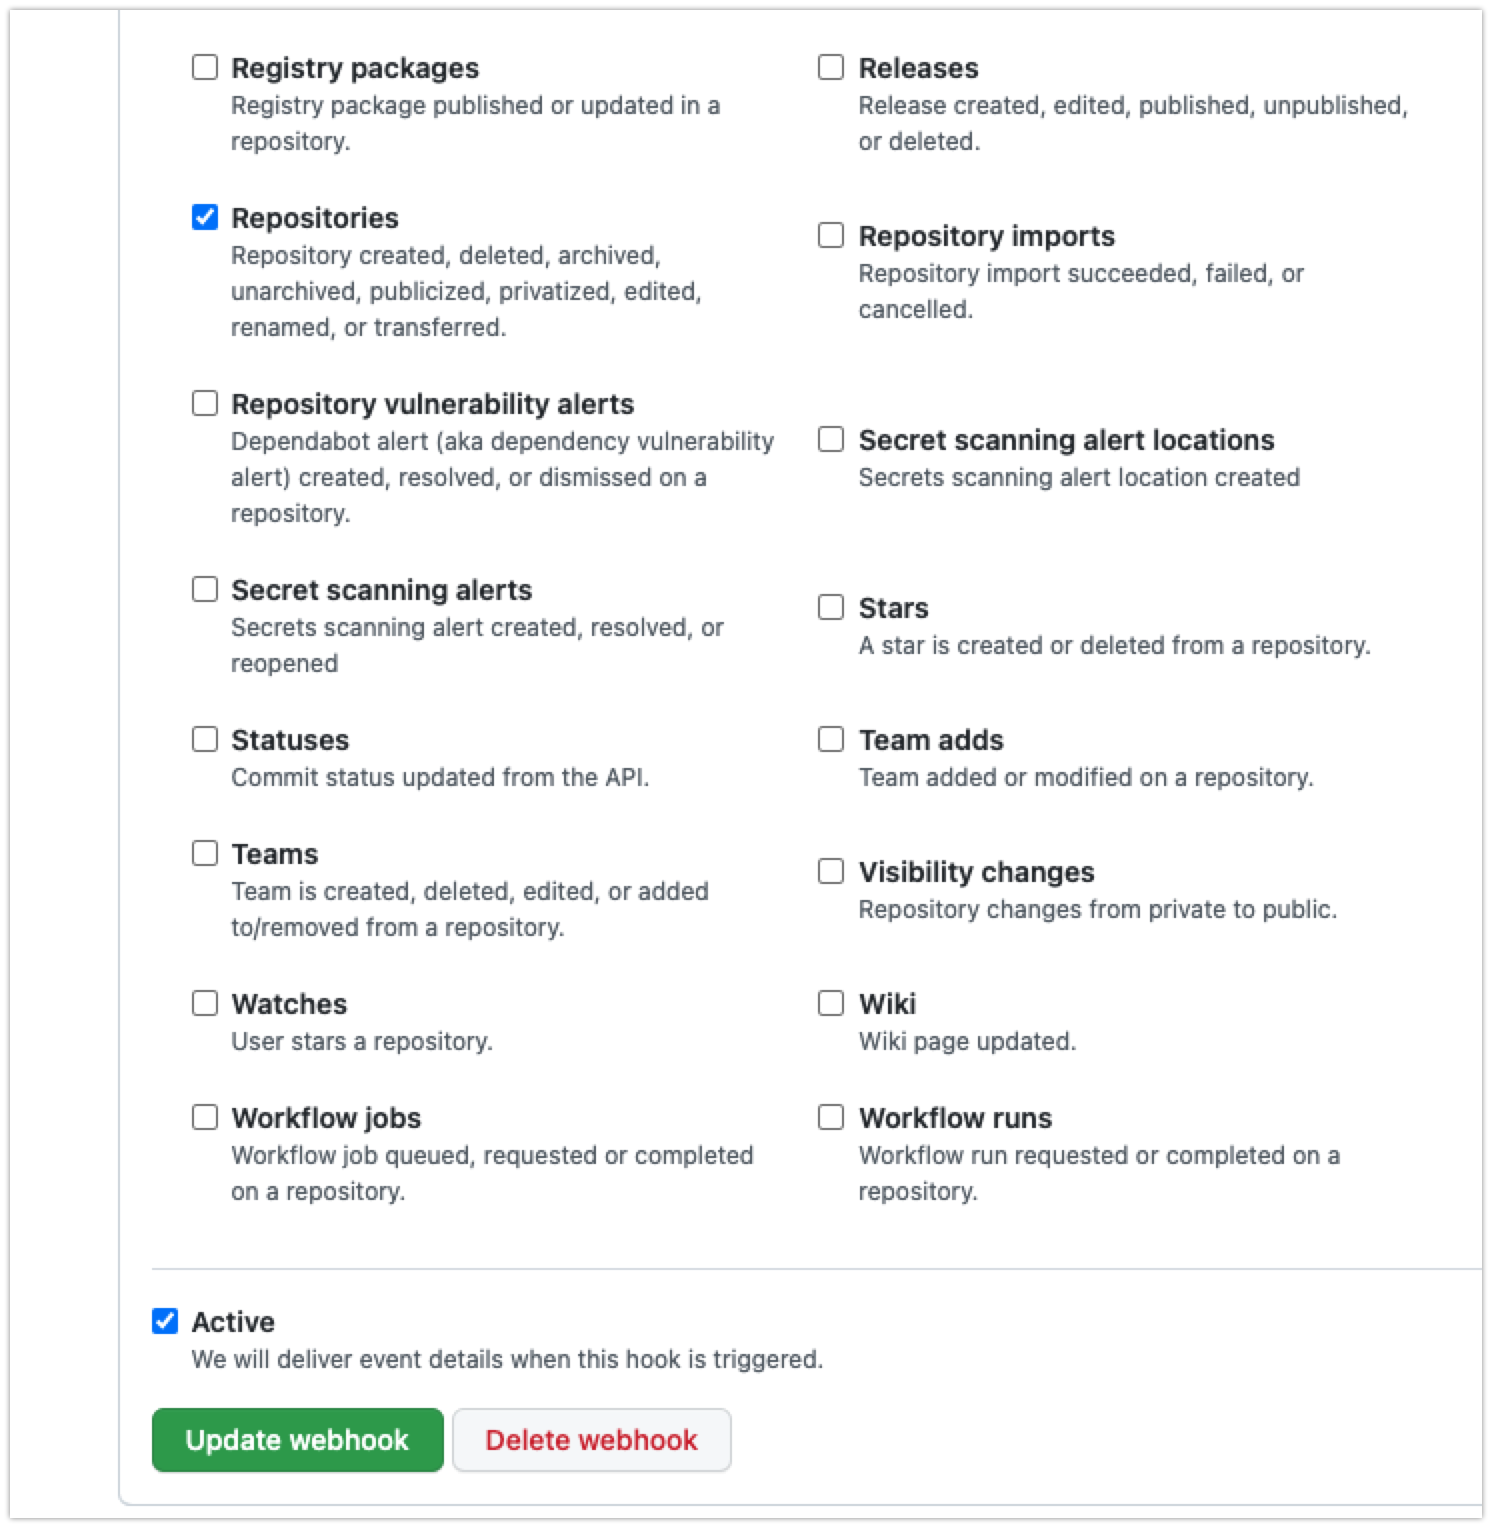 Registry packages
Registry package published or updated in a
repository.
Releases
Release created, edited, published, unpublished,
or deleted.
Repositories
Repository created, deleted, archived,
unarchived, publicized, privatized, edited,
renamed, or transferred.
Repository imports
Repository import succeeded, failed, or
cancelled.
Repository vulnerability alerts
Dependabot alert (aka dependency vulnerability
alert) created, resolved, or dismissed on a
repository.
Secret scanning alert locations
Secrets scanning alert location created
Secret scanning alerts
Secrets scanning alert created, resolved, or
reopened
Stars
A star is created or deleted from a repository.
Statuses
Commit status updated from the API.
Team adds
Team added or modified on a repository.
Teams
Team is created, deleted, edited, or added
to/removed from a repository.
Visibility changes
Repository changes from private to public.
Watches
User stars a repository.
Wiki
Wiki page updated.
Workflow jobs
Workflow job queued, requested or completed
on a repository.
Workflow runs
Workflow run requested or completed on a
repository.
Active
We will deliver event details when this hook is triggered.
Update webhook
Delete webhook